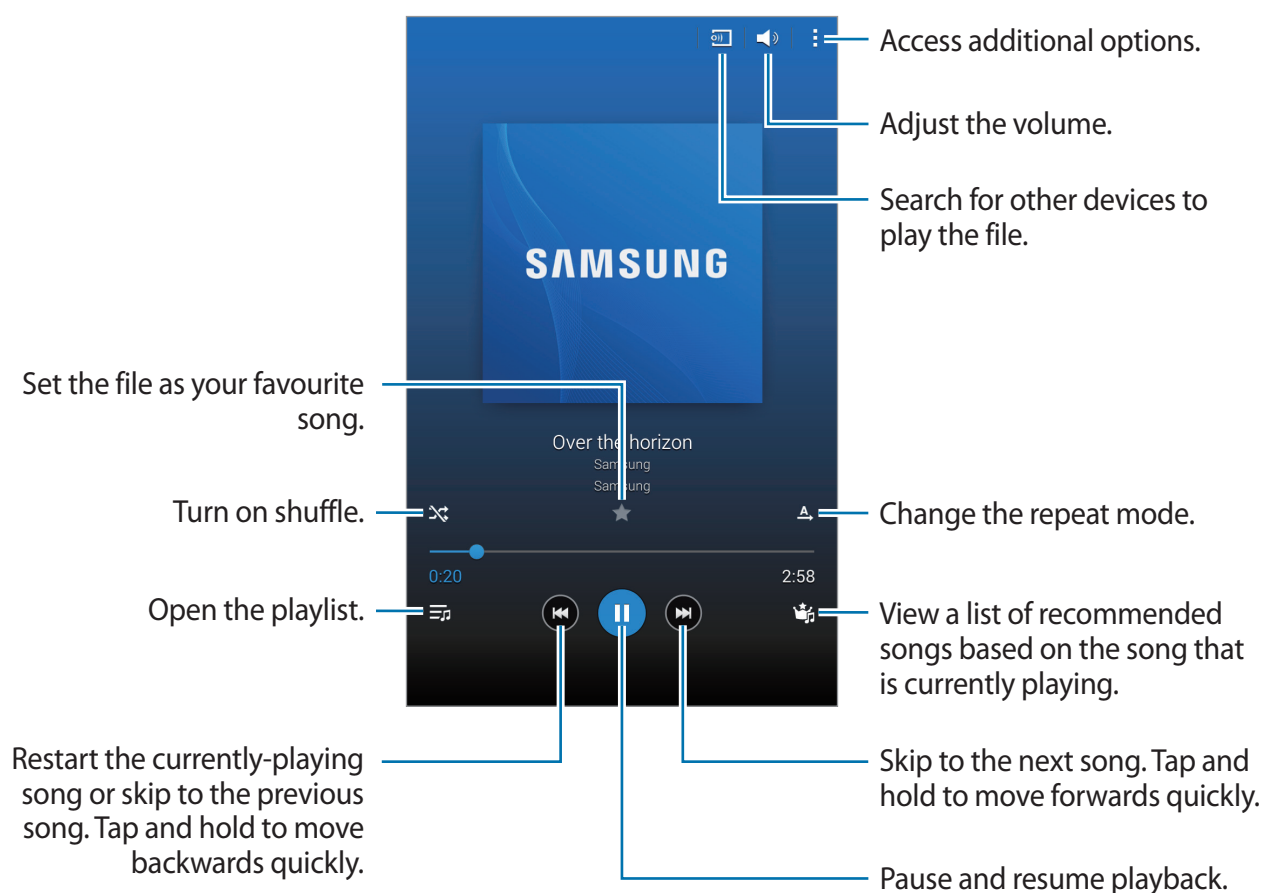 Access additional options.
Adjust the volume.
Search for other devices to
play the file.
SAMSUNG
Set the file as your favourite
song.
Over the horizon
Samsung
Samsung
Turn on shuffle.
A
Change the repeat mode.
0:20
2:58
Open the playlist.
View a list of recommended
songs based on the song that
is currently playing.
Restart the currently-playing
song or skip to the previous
song. Tap and hold to move
backwards quickly.
Skip to the next song. Tap and
hold to move forwards quickly.
Pause and resume playback.